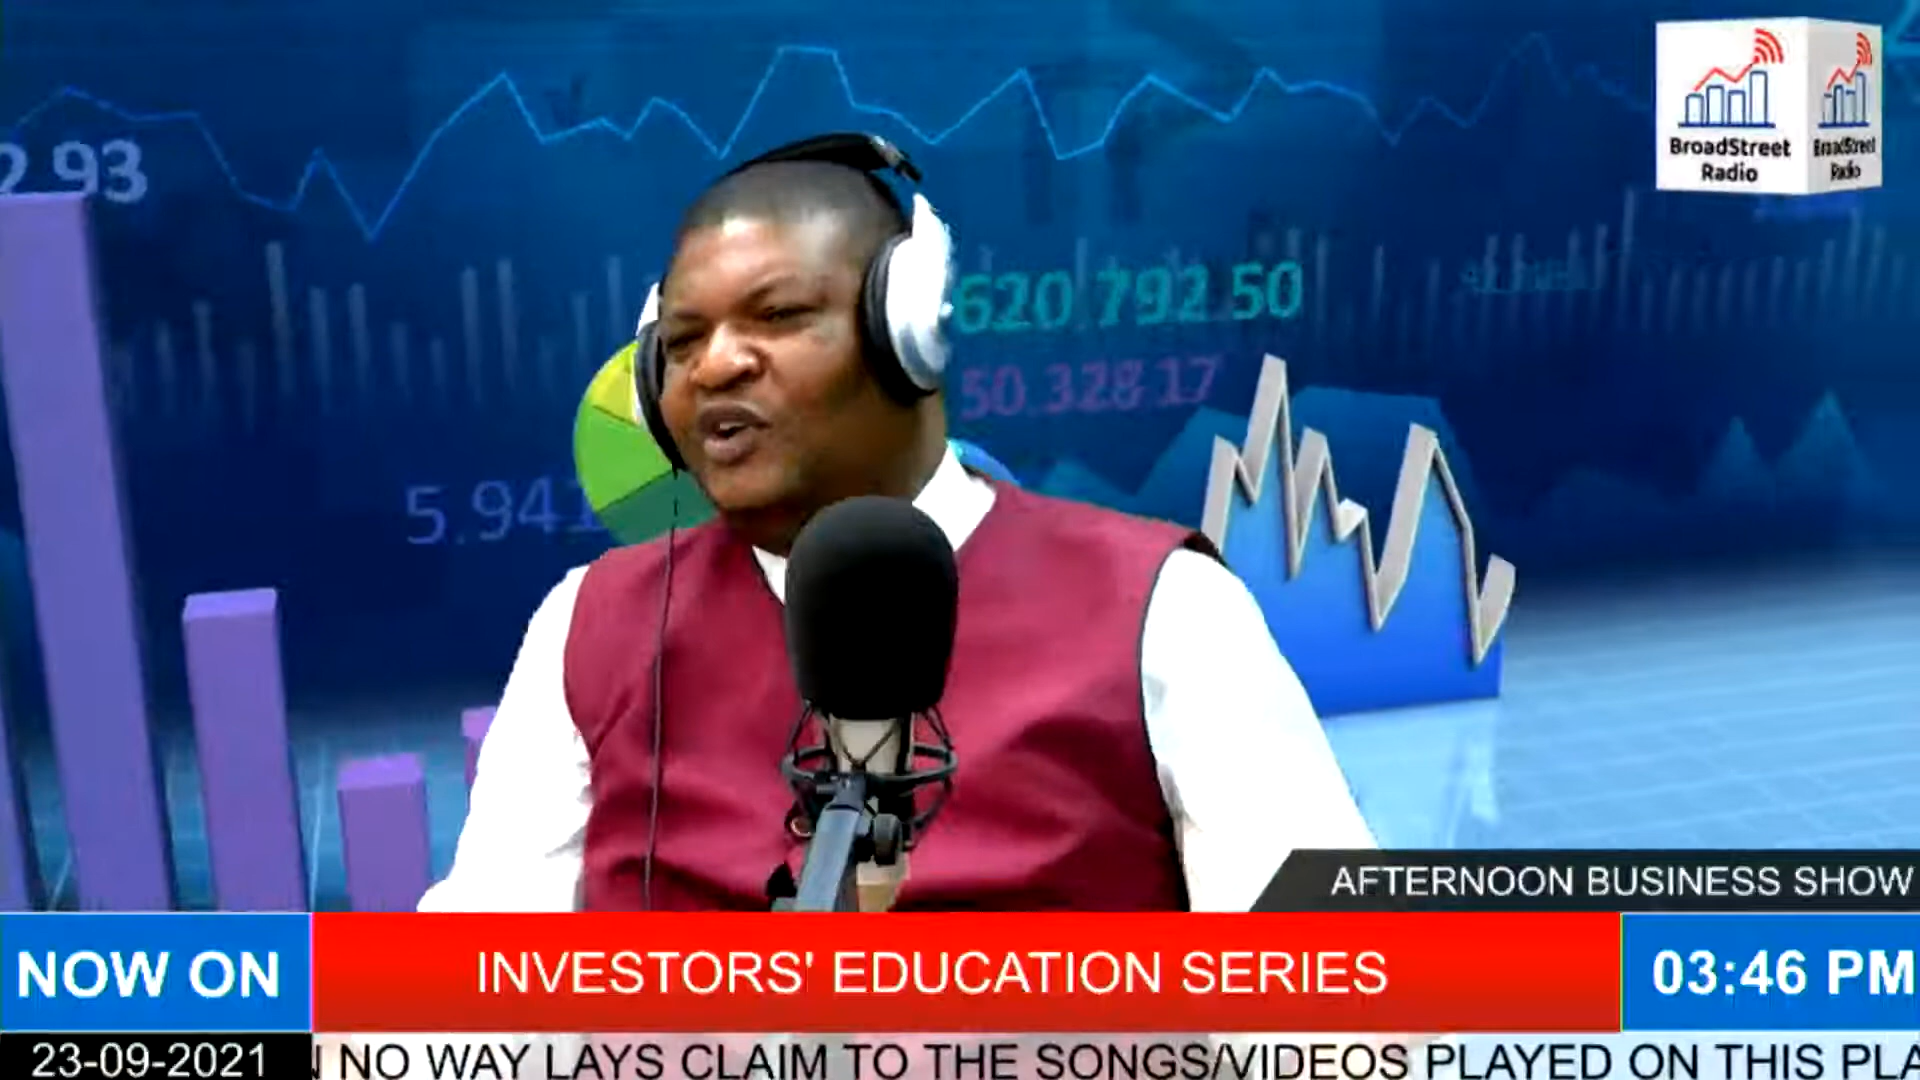 2.93
BroadStreet
Radio
BroadStreet
Radio
620 792.50
50.328 17
5.941
AFTERNOON BUSINESS SHOW
NOW ON
INVESTORS' EDUCATION SERIES
03:46 PM
23-09-2021
NO WAY LAYS CLAIM TO THE SONGS/VIDEOS PLAYED ON THIS PLA